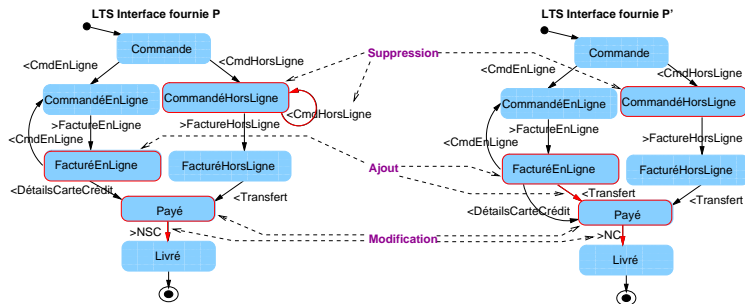 LTS Interface fournie P
LTS Interface fournie P’
Commande
<CmdEnLigne
<CmdHorsLigne
CommandéEnLigne
CommandéHorsLigne
<CmdHorsLigne
>FactureEnLigne
>FactureHorsLigne
<CmdEnLigne
FacturéEnLigne
FacturéHorsLigne
<DétailsCarteCrédit
<Transfert
Payé
>NSC
Livré
Suppression
Ajout
Modification
Commande
<CmdEnLigne
<CmdHorsLigne
CommandéEnLigne
CommandéHorsLigne
>FactureEnLigne
>FactureHorsLigne
<CmdEnLigne
FacturéEnLigne
FacturéHorsLigne
<Transfert
<Transfert
<DétailsCarteCrédit
Payé
>NC
Livré